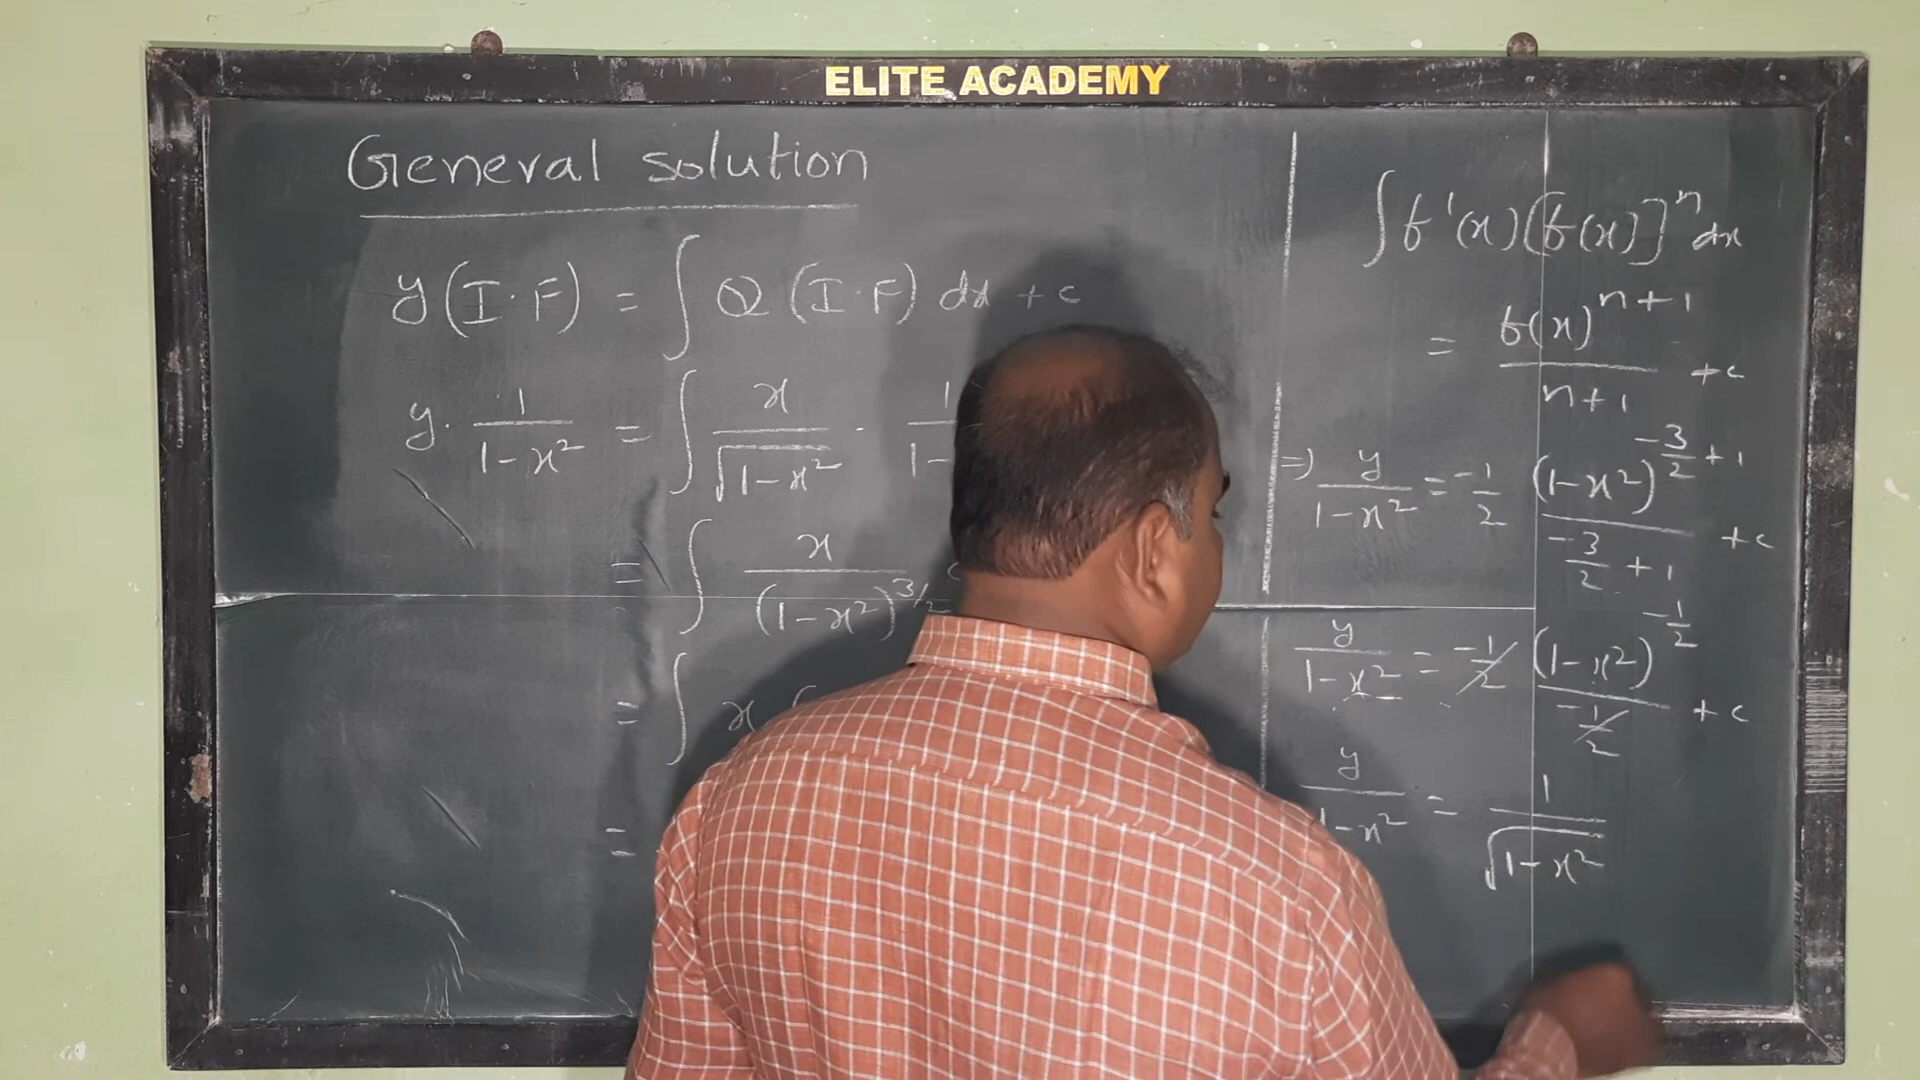 ELITE ACADEMY
General solution
y(I·F) = ∫ Q (I·F) dx + c
y· 1/(1-x²) = ∫ x/√(1-x²) · 1/(1-
= ∫ x/(1-x²)^(3/2)
= ∫ x (
=
∫ f'(x) [f(x)]^n dx
= f(x)^(n+1)/(n+1) + c
⇒ y/(1-x²) = -1/2 (1-x²)^(-3/2+1)/(-3/2+1) + c
y/(1-x²) = -1/2 (1-x²)^(-1/2)/(-1/2) + c
y/(1-x²) = 1/√(1-x²)